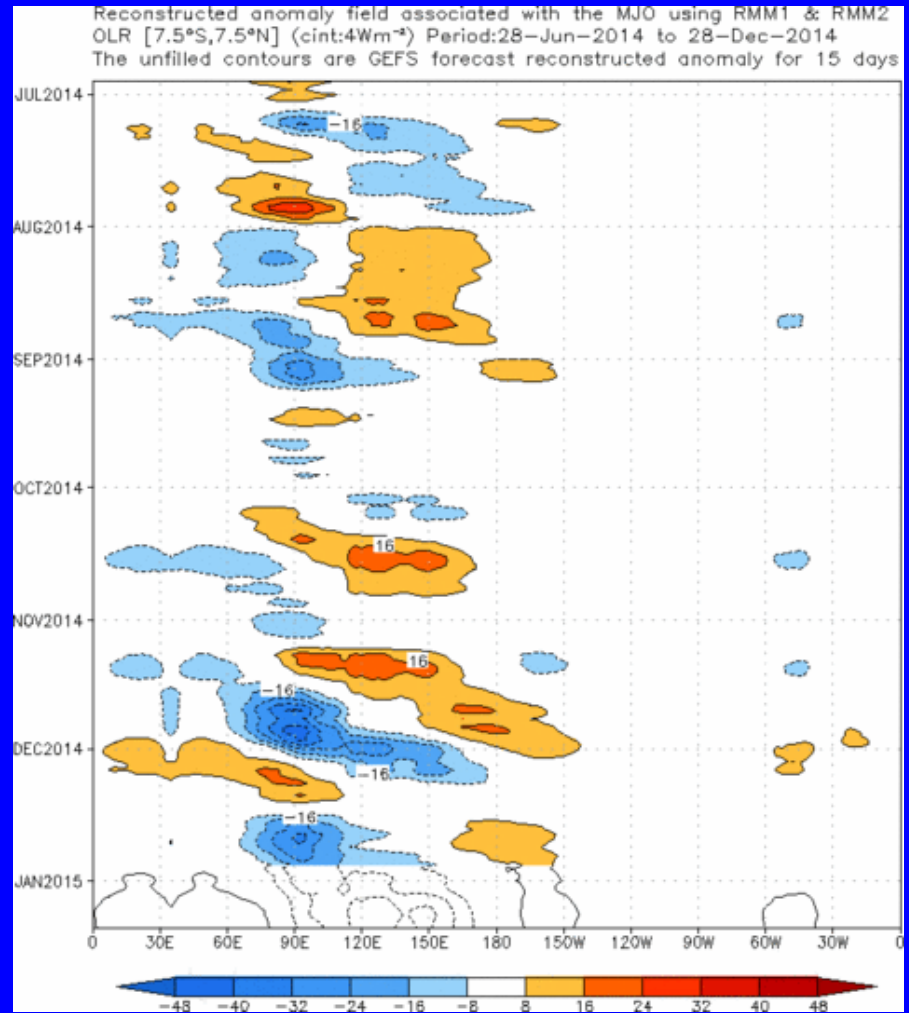 Reconstructed anomaly field associated with the MJO using RMM1 & RMM2
OLR [7.5°S,7.5°N] (cint:4Wm⁻²) Period:28-Jun-2014 to 28-Dec-2014
The unfilled contours are GEFS forecast reconstructed anomaly for 15 days
JUL2014
-16
AUG2014
SEP2014
OCT2014
16
NOV2014
16
-16
DEC2014
-16
-16
JAN2015
0 30E 60E 90E 120E 150E 180 150W 120W 90W 60W 30W 0
-48 -40 -32 -24 -16 -8 8 16 24 32 40 48